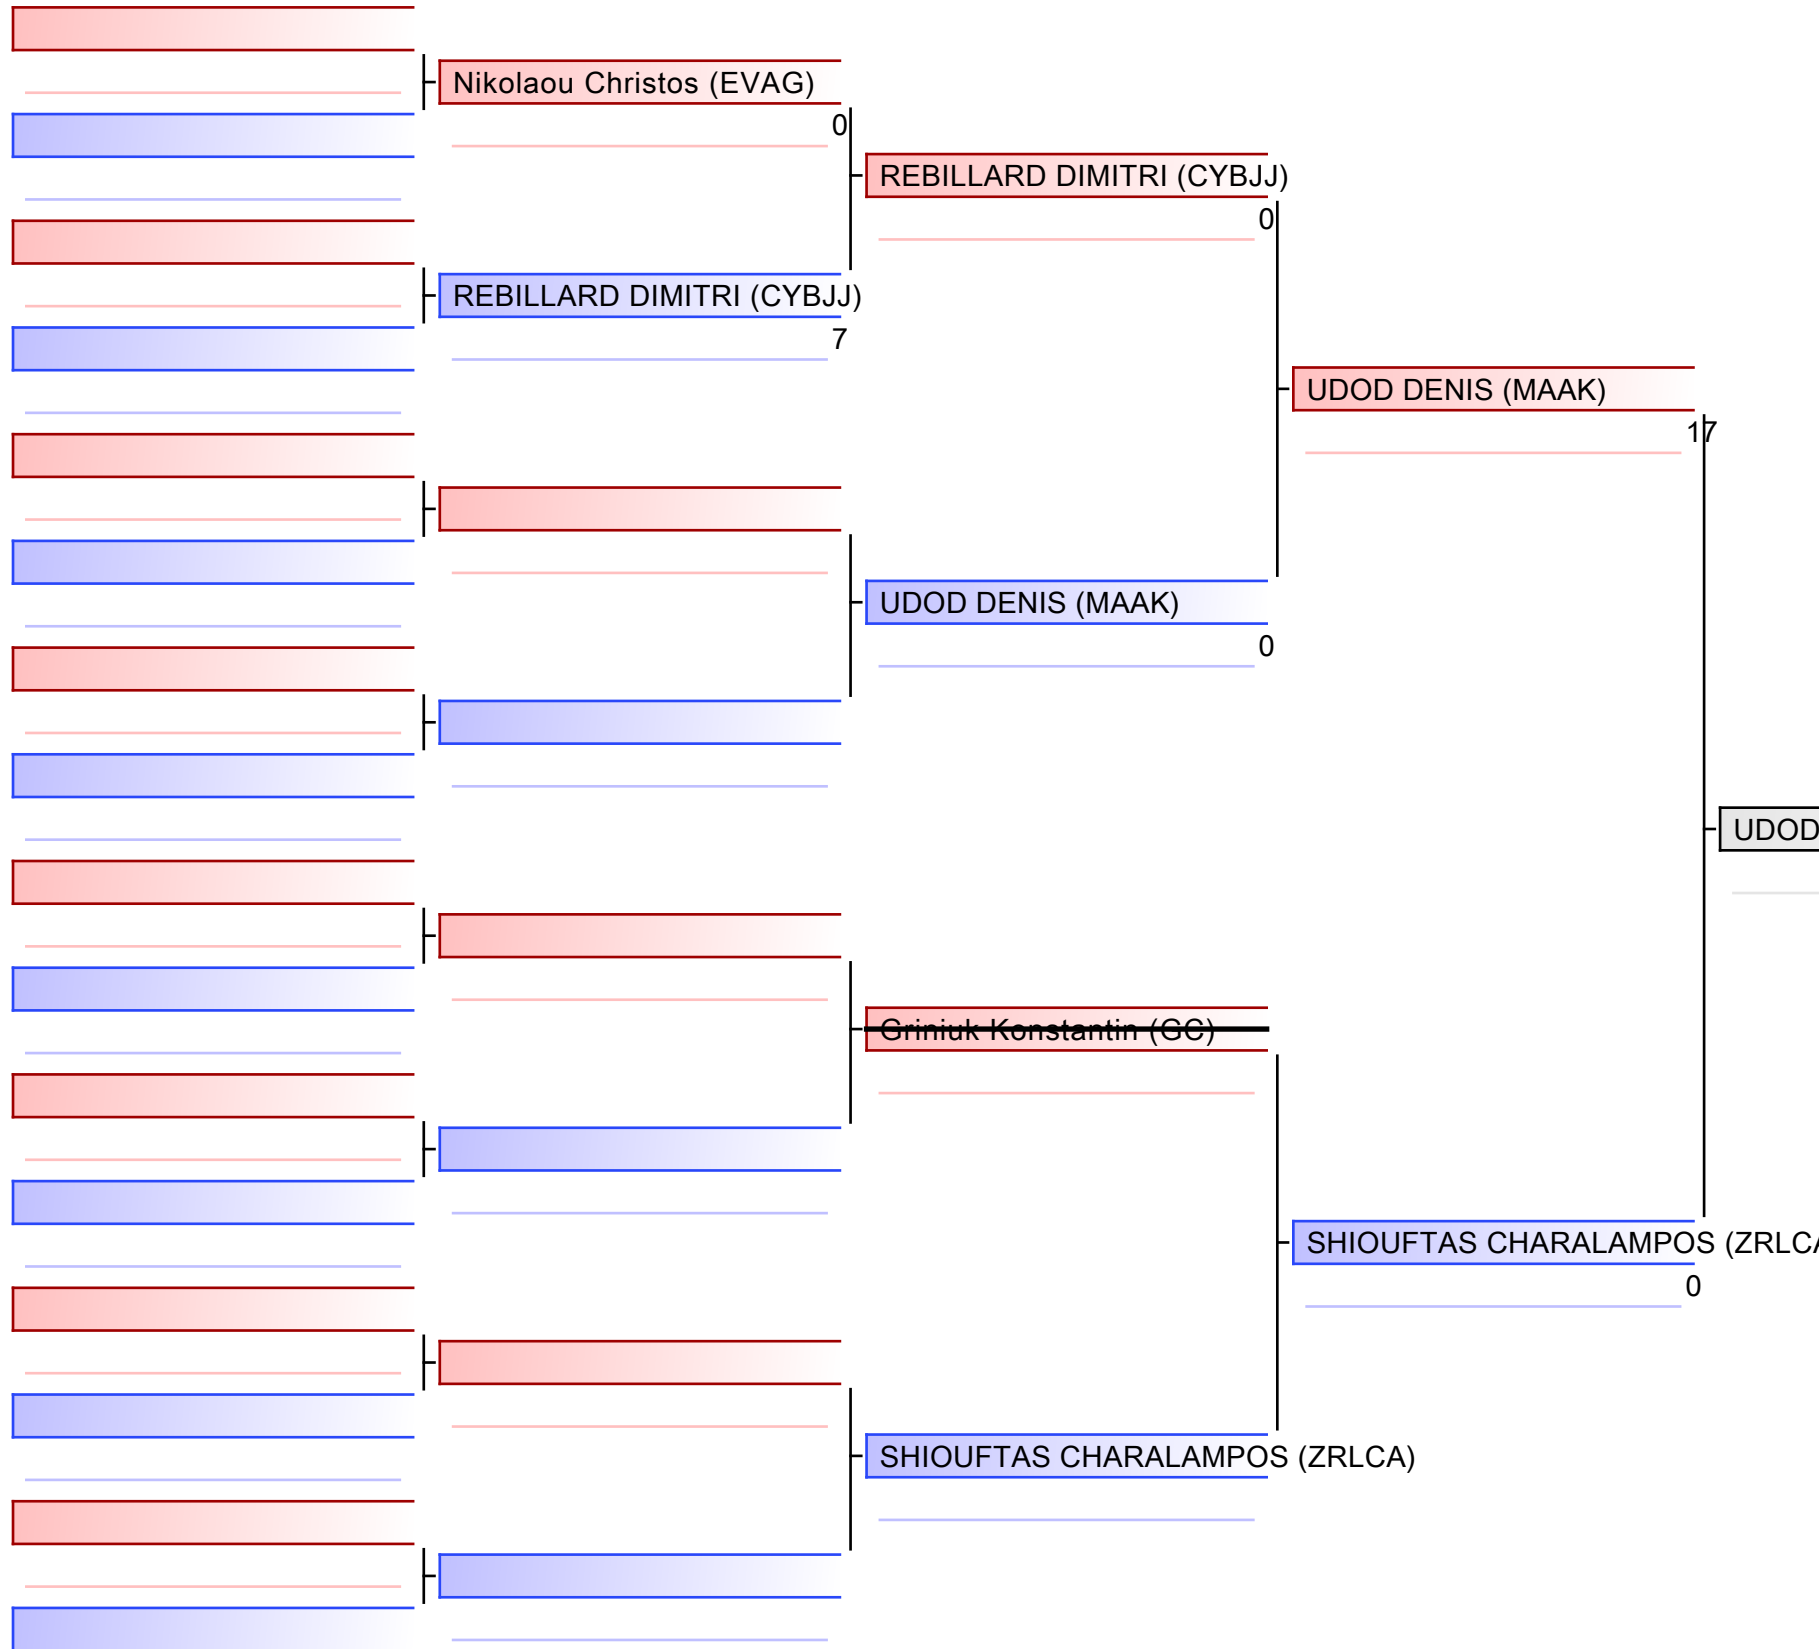 Nikolaou Christos (EVAG)
0
REBILLARD DIMITRI (CYBJJ)
0
REBILLARD DIMITRI (CYBJJ)
7
UDOD DENIS (MAAK)
17
UDOD DENIS (MAAK)
0
UDOD
Griniuk Konstantin (GC)
SHIOUFTAS CHARALAMPOS (ZRLCA
0
SHIOUFTAS CHARALAMPOS (ZRLCA)